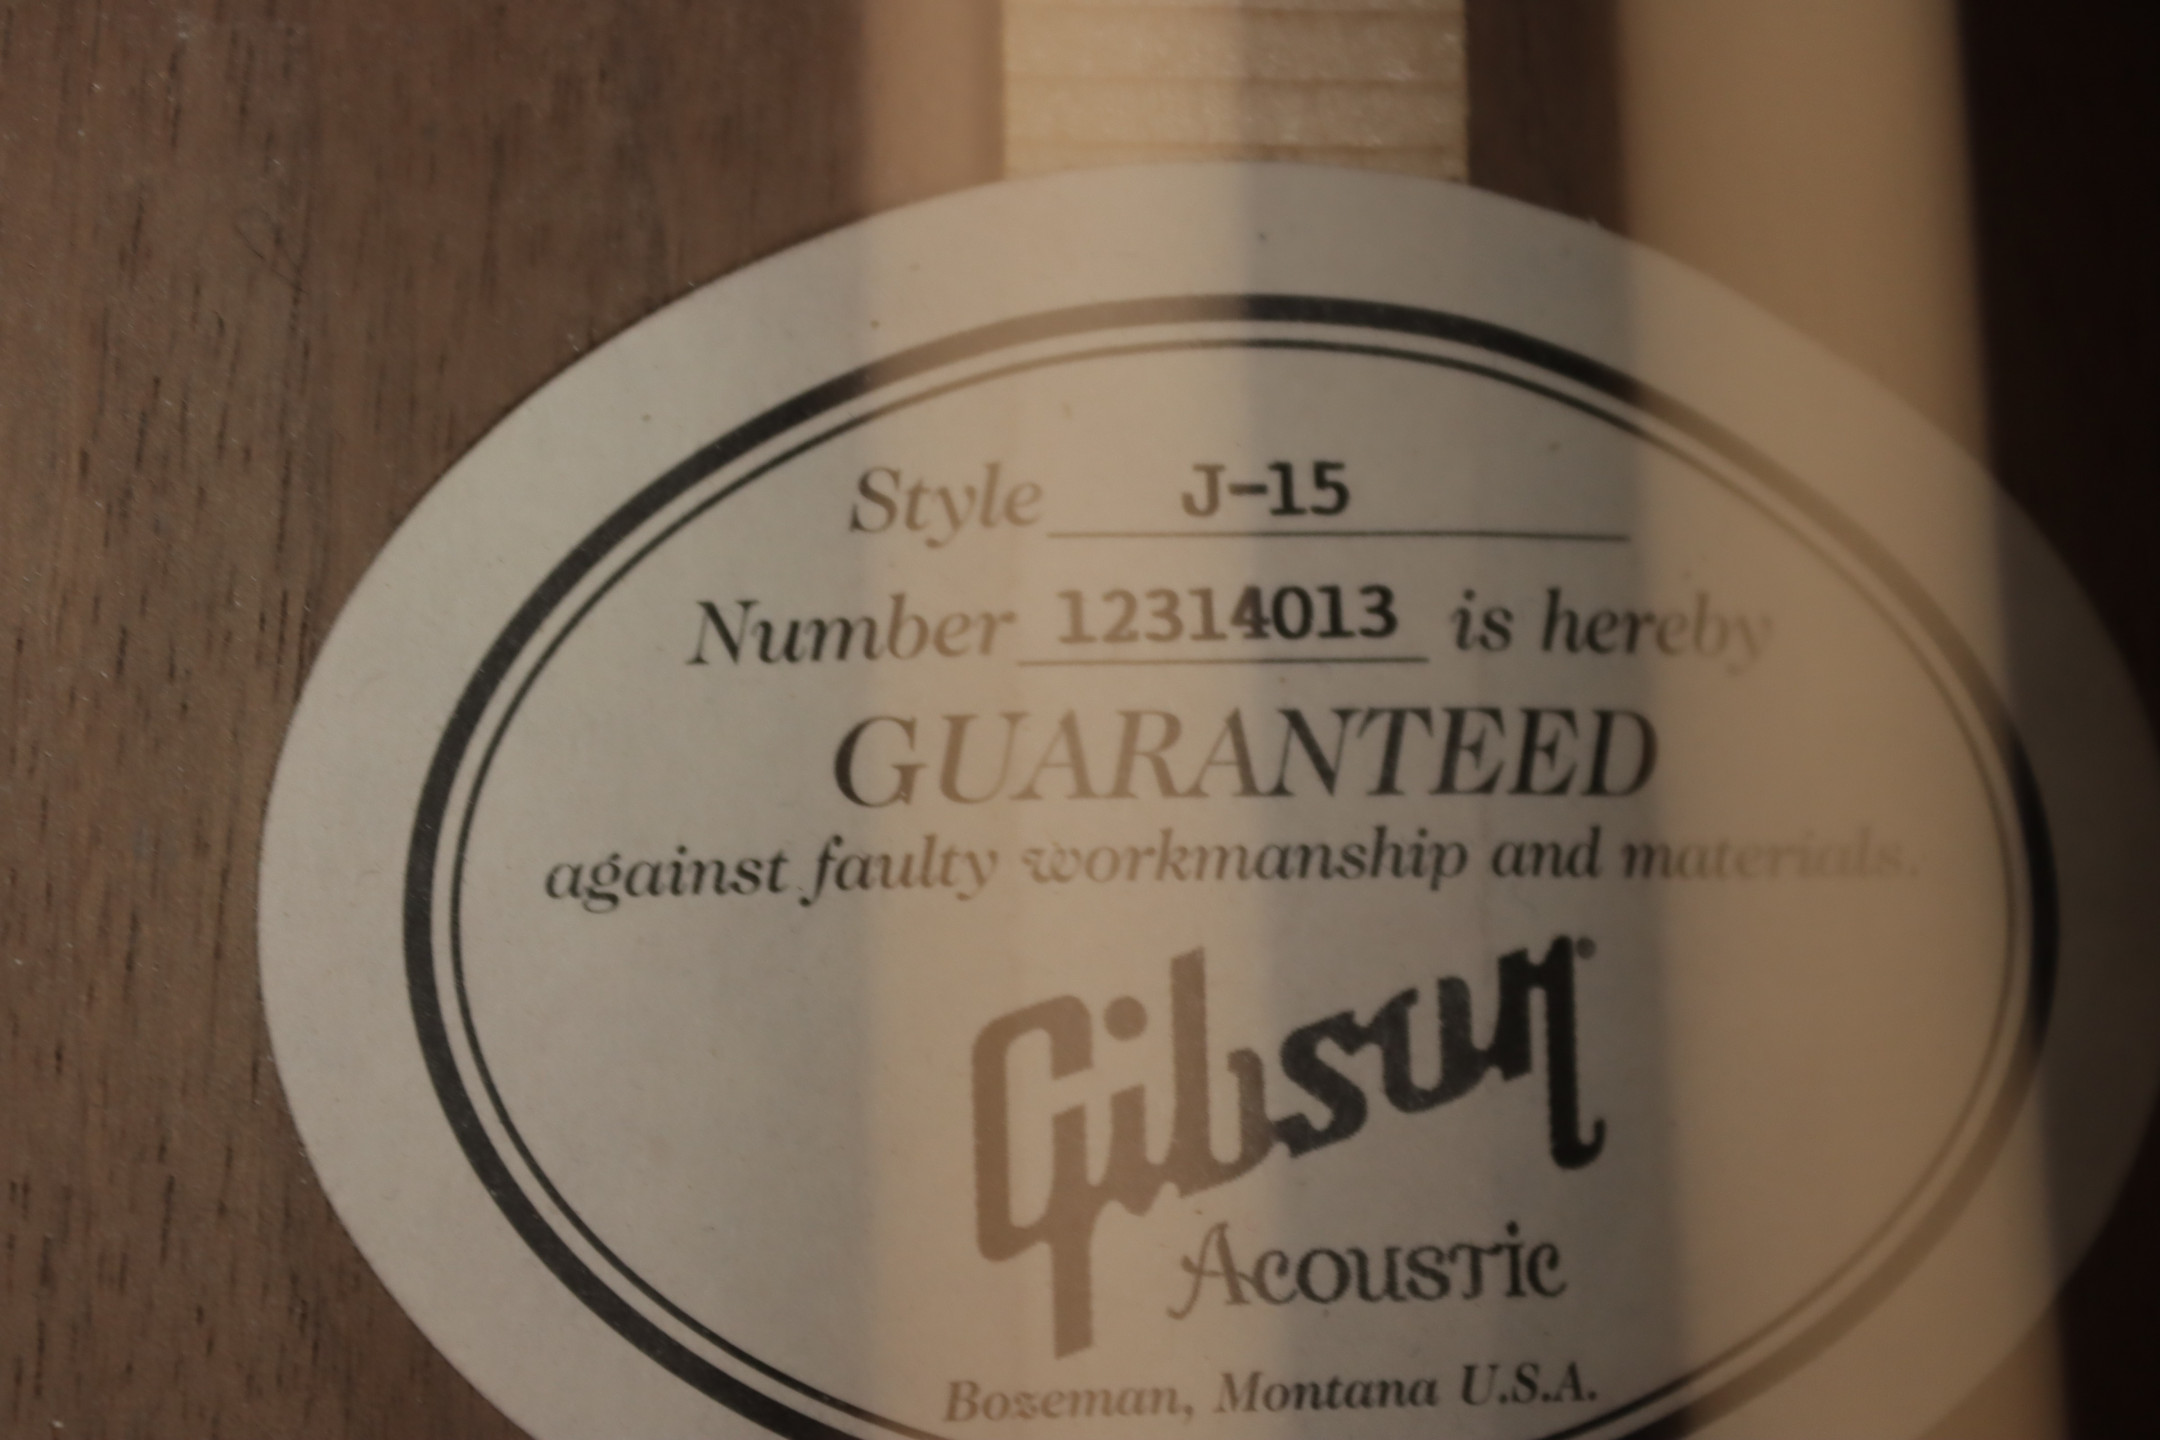 Style J-15
Number 12314013 is hereby
GUARANTEED
against faulty workmanship and materials.
Gibson
Acoustic
Bozeman, Montana U.S.A.